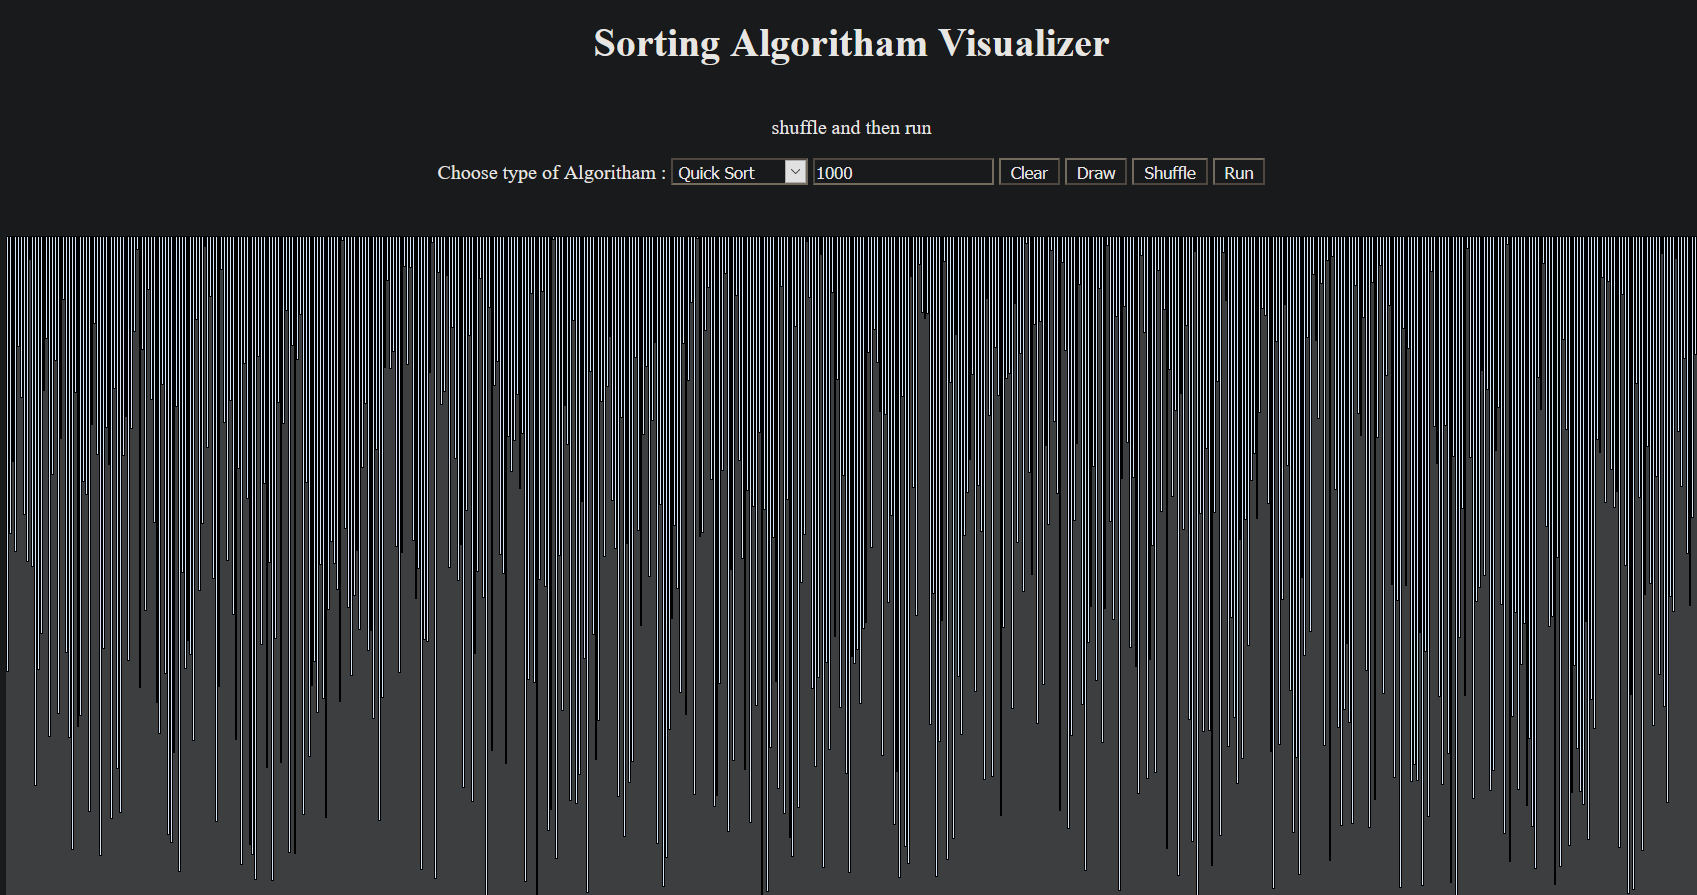 Sorting Algoritham Visualizer
shuffle and then run
Choose type of Algoritham : Quick Sort 1000 Clear Draw Shuffle Run